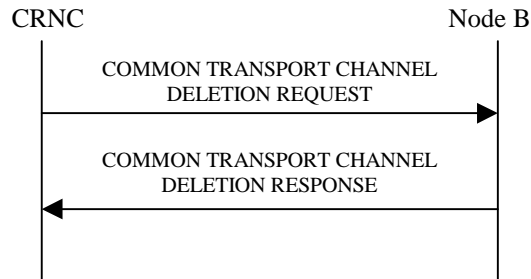 CRNC
Node B
COMMON TRANSPORT CHANNEL
DELETION REQUEST
COMMON TRANSPORT CHANNEL
DELETION RESPONSE